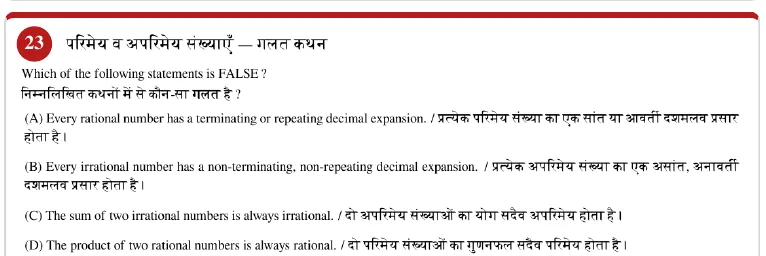 23 परिमेय व अपरिमेय संख्याएँ — गलत कथन
Which of the following statements is FALSE ?
निम्नलिखित कथनों में से कौन-सा गलत है ?
(A) Every rational number has a terminating or repeating decimal expansion. / प्रत्येक परिमेय संख्या का एक सांत या आवर्ती दशमलव प्रसार
होता है।
(B) Every irrational number has a non-terminating, non-repeating decimal expansion. / प्रत्येक अपरिमेय संख्या का एक असांत, अनावर्ती
दशमलव प्रसार होता है।
(C) The sum of two irrational numbers is always irrational. / दो अपरिमेय संख्याओं का योग सदैव अपरिमेय होता है।
(D) The product of two rational numbers is always rational. / दो परिमेय संख्याओं का गुणनफल सदैव परिमेय होता है।